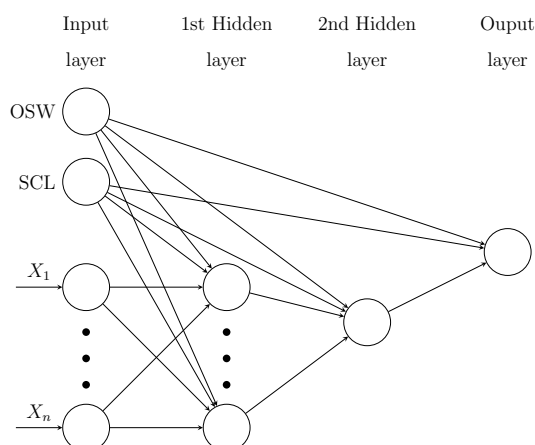 Input 1st Hidden 2nd Hidden Ouput
layer layer layer layer
OSW
SCL
X₁
Xₙ